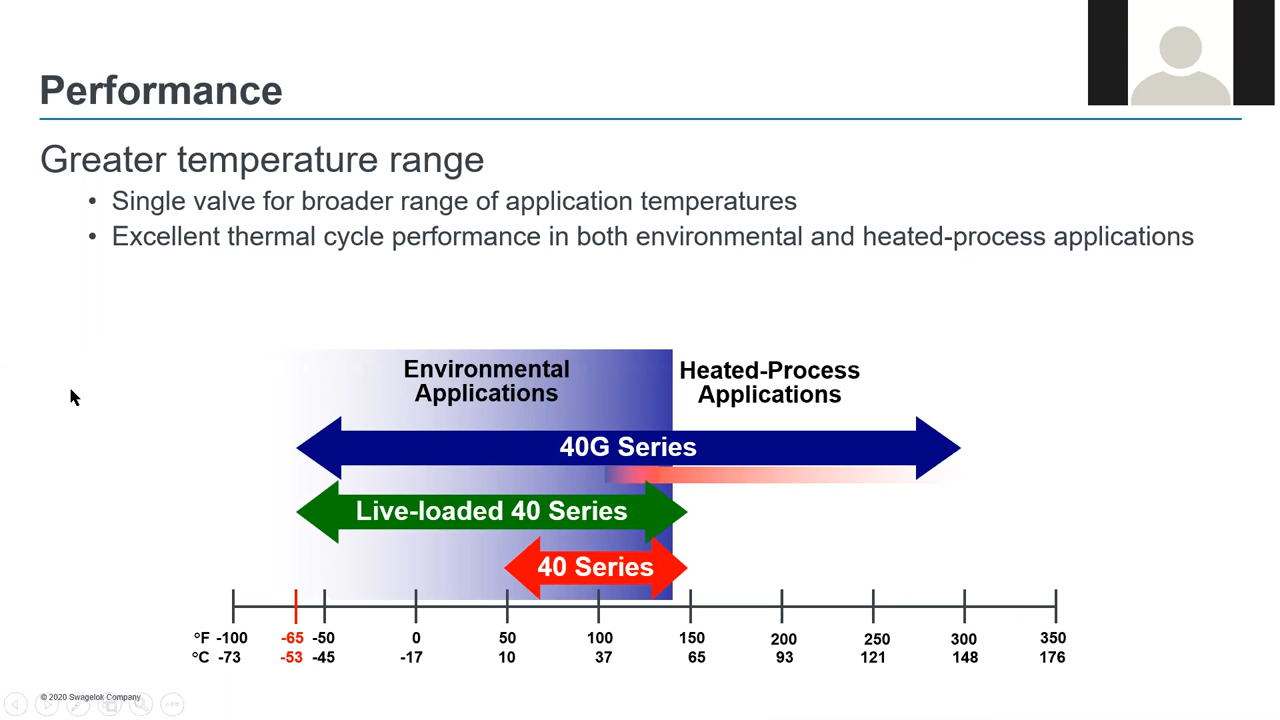 Performance
Greater temperature range
• Single valve for broader range of application temperatures
• Excellent thermal cycle performance in both environmental and heated-process applications
Environmental
Applications
Heated-Process
Applications
40G Series
Live-loaded 40 Series
40 Series
°F -100 -65 -50 0 50 100 150 200 250 300 350
°C -73 -53 -45 -17 10 37 65 93 121 148 176
© 2020 Swagelok Company